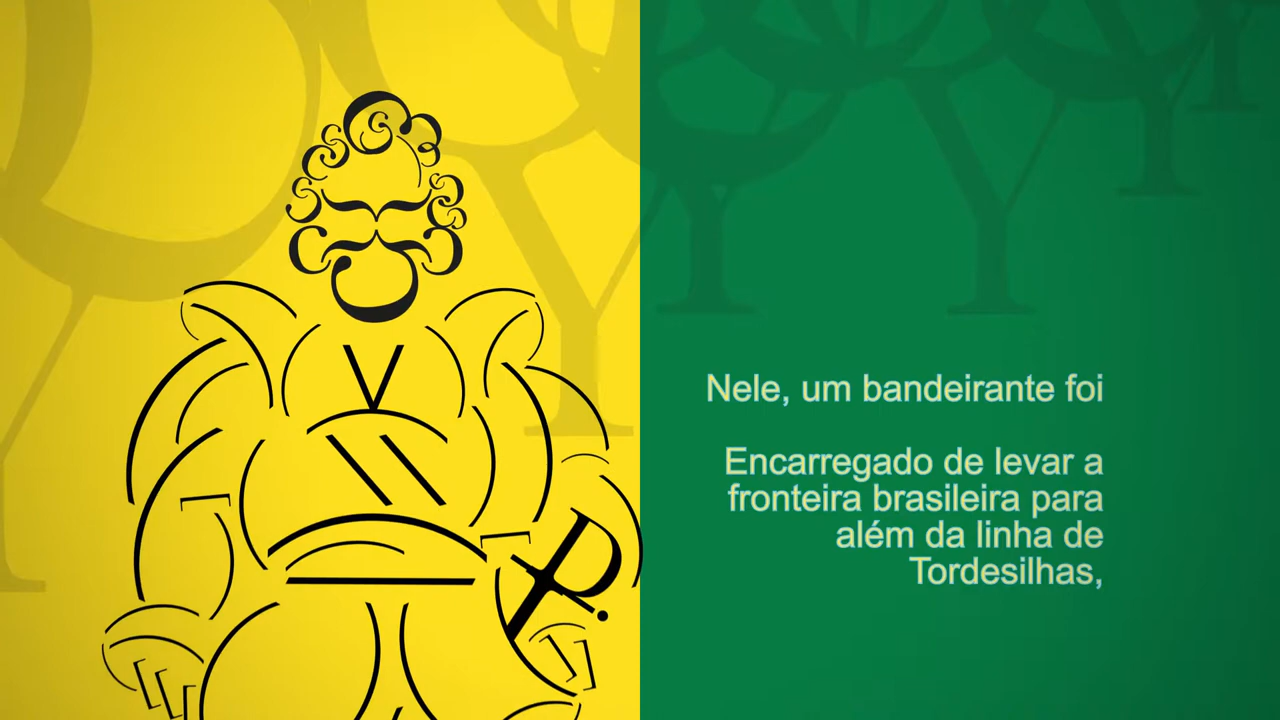 Nele, um bandeirante foi
Encarregado de levar a
fronteira brasileira para
além da linha de
Tordesilhas,